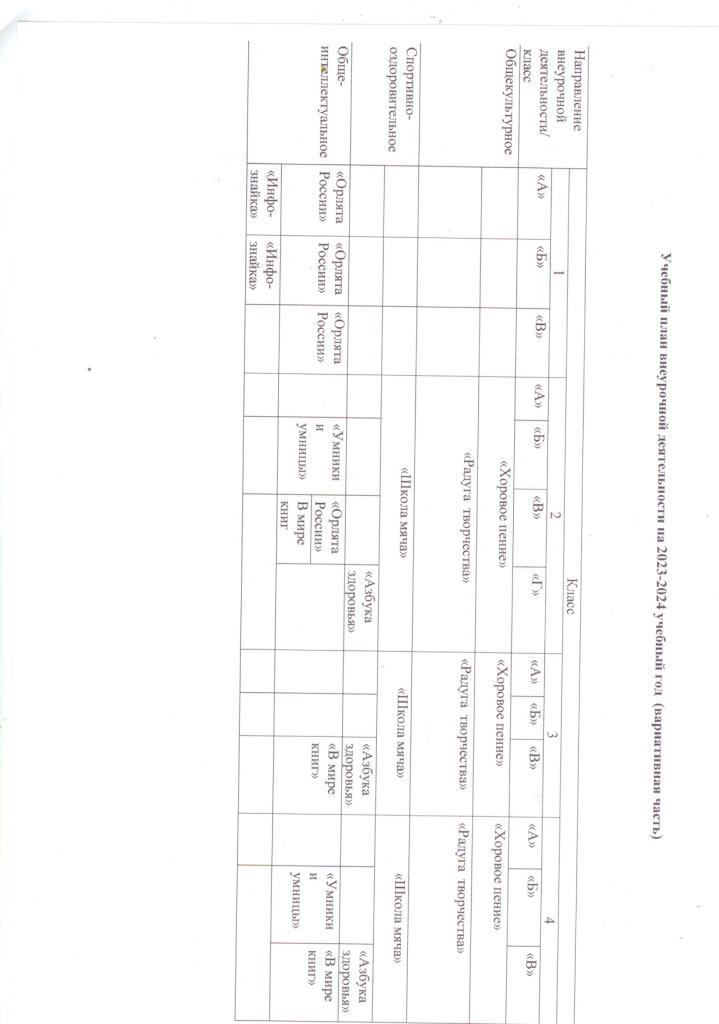 Учебный план внеурочной деятельности на 2023-2024 учебный год (вариативная часть)
Направление
внеурочной
деятельности/
класс
Класс
1
2
3
4
«А»
«Б»
«В»
«А»
«Б»
«В»
«Г»
«А»
«Б»
«В»
«А»
«Б»
«В»
Общекультурное
«Хоровое пение»
«Хоровое пение»
«Хоровое пение»
«Радуга творчества»
«Радуга творчества»
«Радуга творчества»
Спортивно-
оздоровительное
«Школа мяча»
«Школа мяча»
«Школа мяча»
«Азбука
здоровья»
«Азбука
здоровья»
«Азбука
здоровья»
Обще-
интеллектуальное
«Орлята
России»
«Орлята
России»
«Орлята
России»
«Умники
и
умницы»
«Орлята
России»
В мире
книг
«В мире
книг»
«Умники
и
умницы»
«В мире
книг»
«Инфо-
знайка»
«Инфо-
знайка»